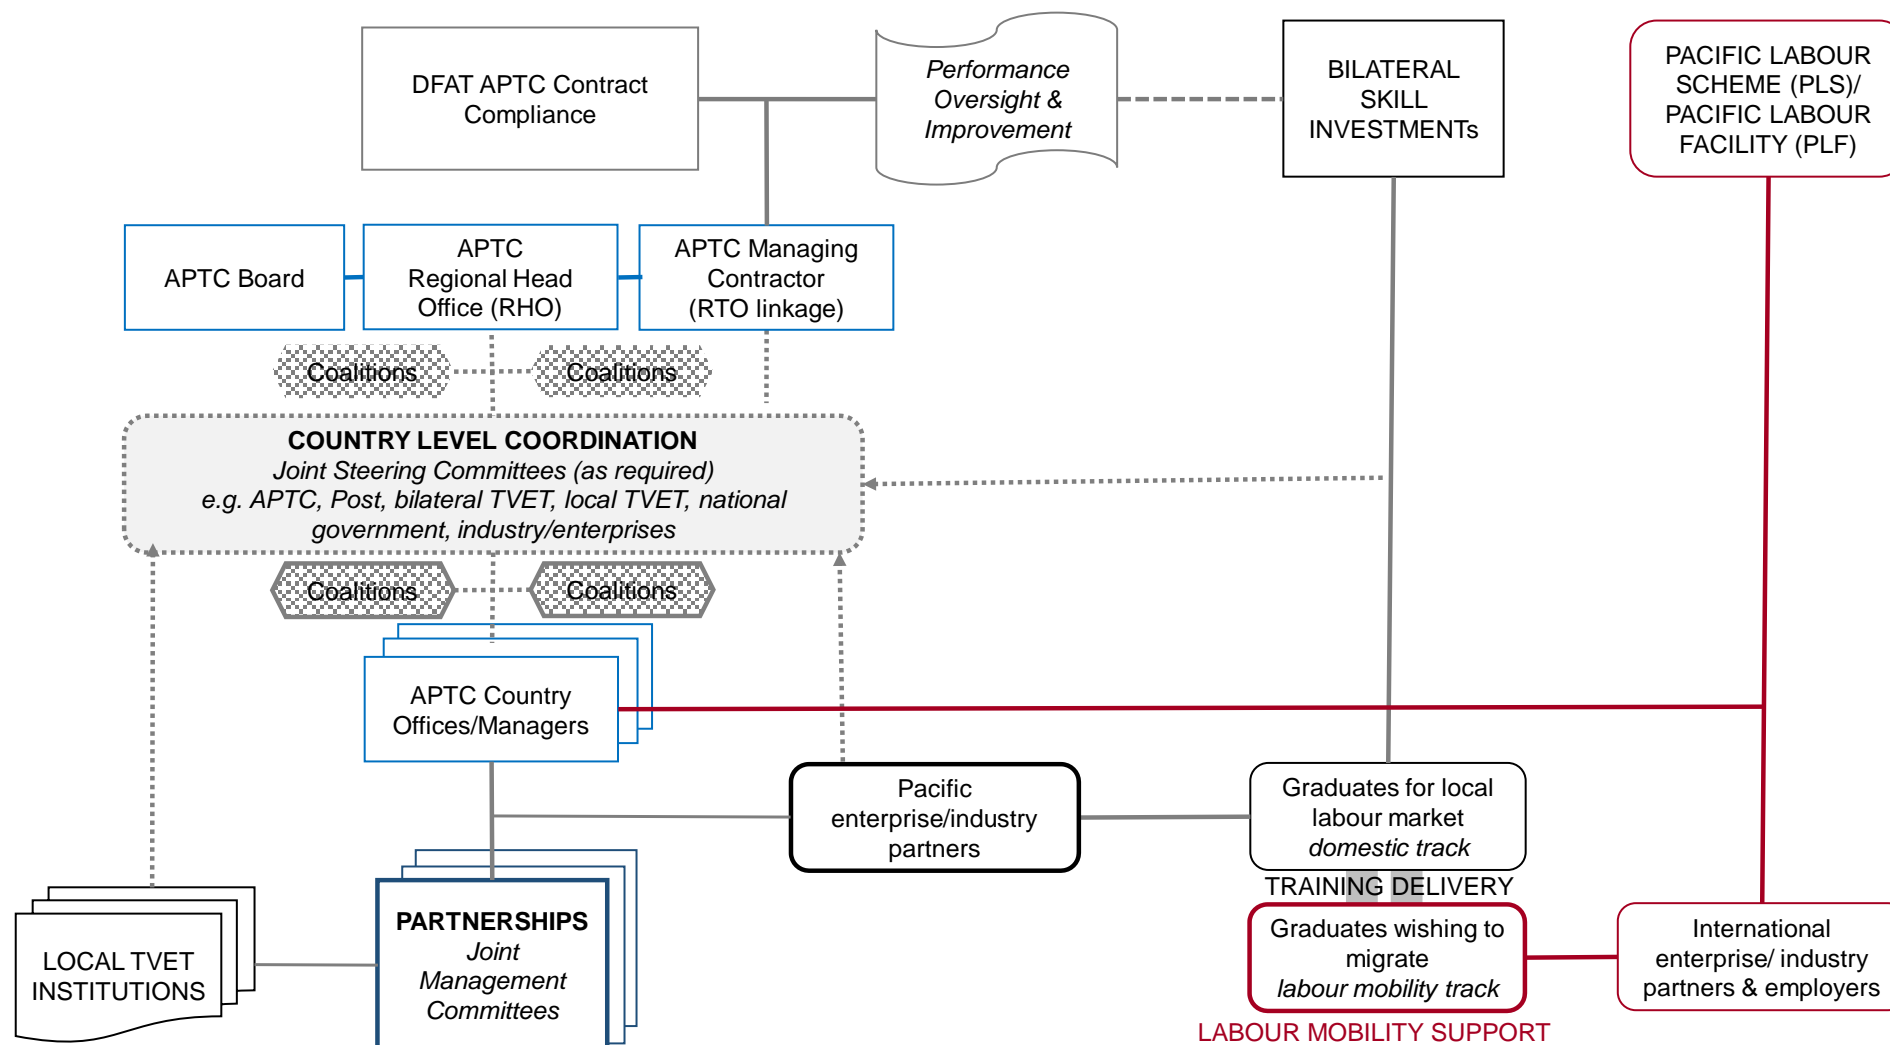 DFAT APTC Contract
Compliance
Performance
Oversight &
Improvement
BILATERAL
SKILL
INVESTMENTs
PACIFIC LABOUR
SCHEME (PLS)/
PACIFIC LABOUR
FACILITY (PLF)
APTC Board
APTC
Regional Head
Office (RHO)
APTC Managing
Contractor
(RTO linkage)
Coalitions
Coalitions
COUNTRY LEVEL COORDINATION
Joint Steering Committees (as required)
e.g. APTC, Post, bilateral TVET, local TVET, national
government, industry/enterprises
Coalitions
Coalitions
APTC Country
Offices/Managers
Pacific
enterprise/industry
partners
Graduates for local
labour market
domestic track
TRAINING DELIVERY
LOCAL TVET
INSTITUTIONS
PARTNERSHIPS
Joint
Management
Committees
Graduates wishing to
migrate
labour mobility track
LABOUR MOBILITY SUPPORT
International
enterprise/ industry
partners & employers